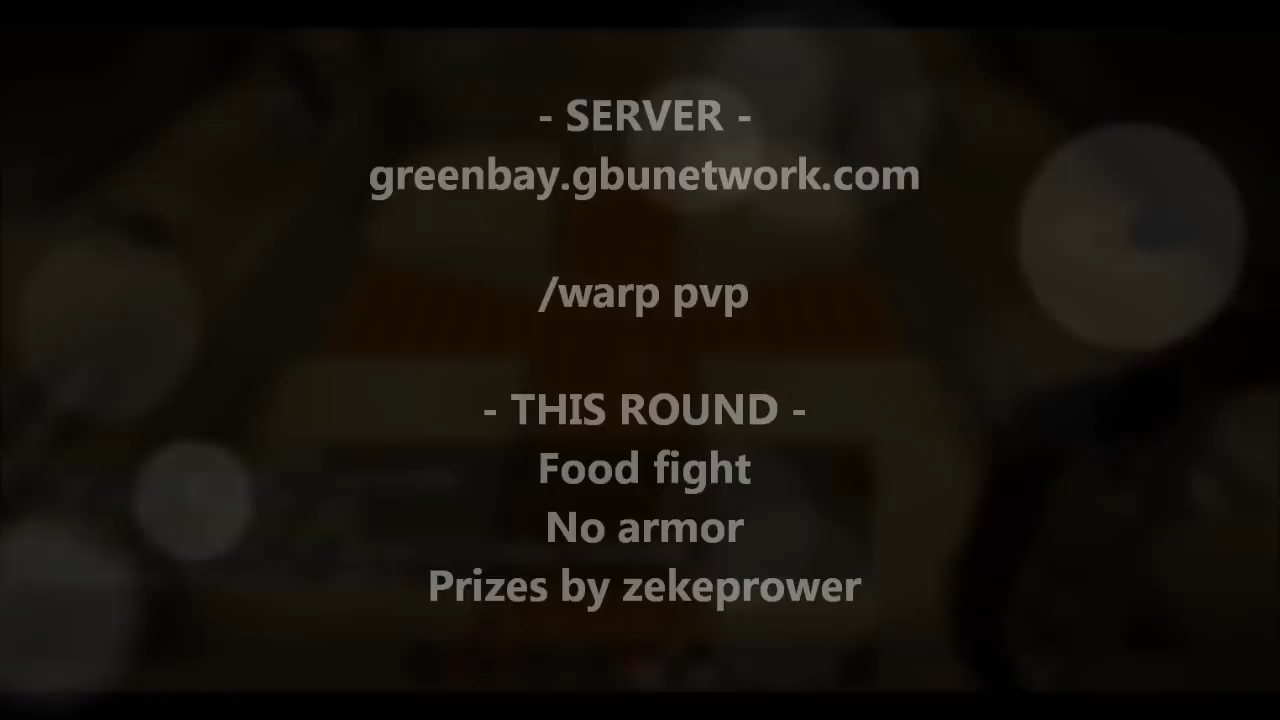 - SERVER -
greenbay.gbunetwork.com
/warp pvp
- THIS ROUND -
Food fight
No armor
Prizes by zekeprower